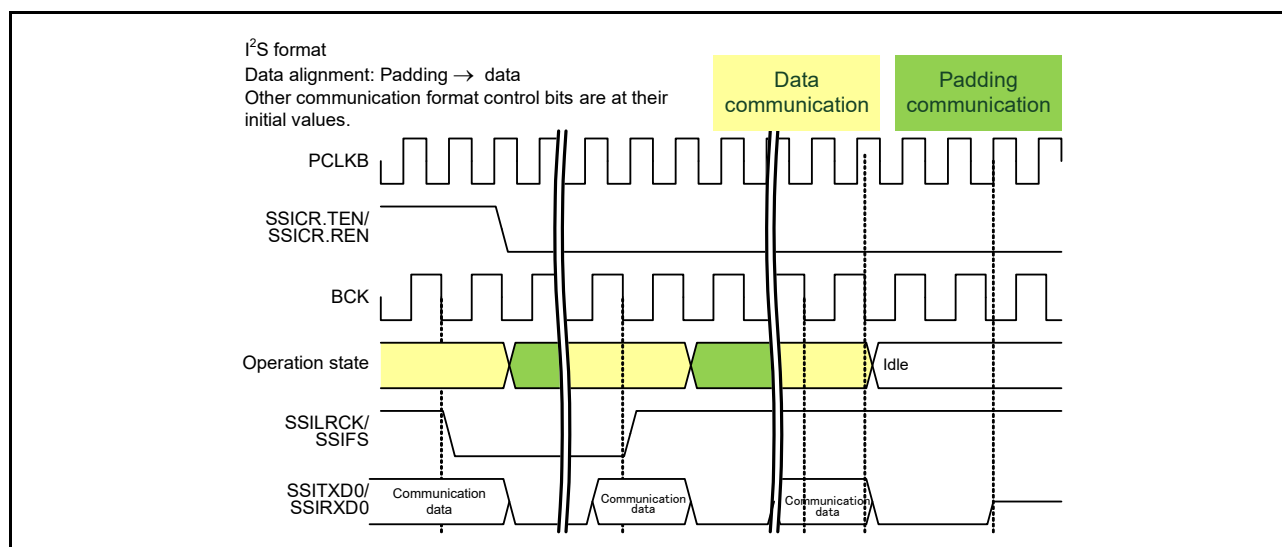 I²S format
Data alignment: Padding → data
Other communication format control bits are at their
initial values.
Data
communication
Padding
communication
PCLKB
SSICR.TEN/
SSICR.REN
BCK
Operation state
Idle
SSILRCK/
SSIFS
SSITXD0/
SSIRXD0
Communication
data
Communication
data
Communication
data